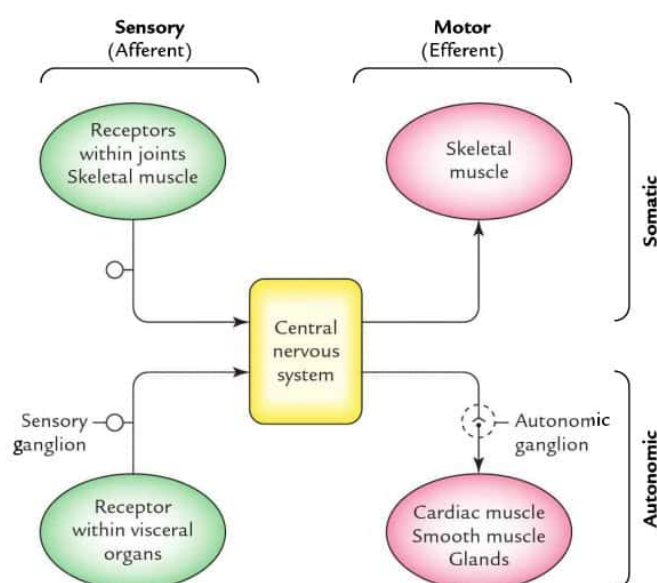 Sensory
(Afferent)
Motor
(Efferent)
Receptors
within joints
Skeletal muscle
Skeletal
muscle
Somatic
Central
nervous
system
Sensory
ganglion
Autonomic
ganglion
Receptor
within visceral
organs
Cardiac muscle
Smooth muscle
Glands
Autonomic